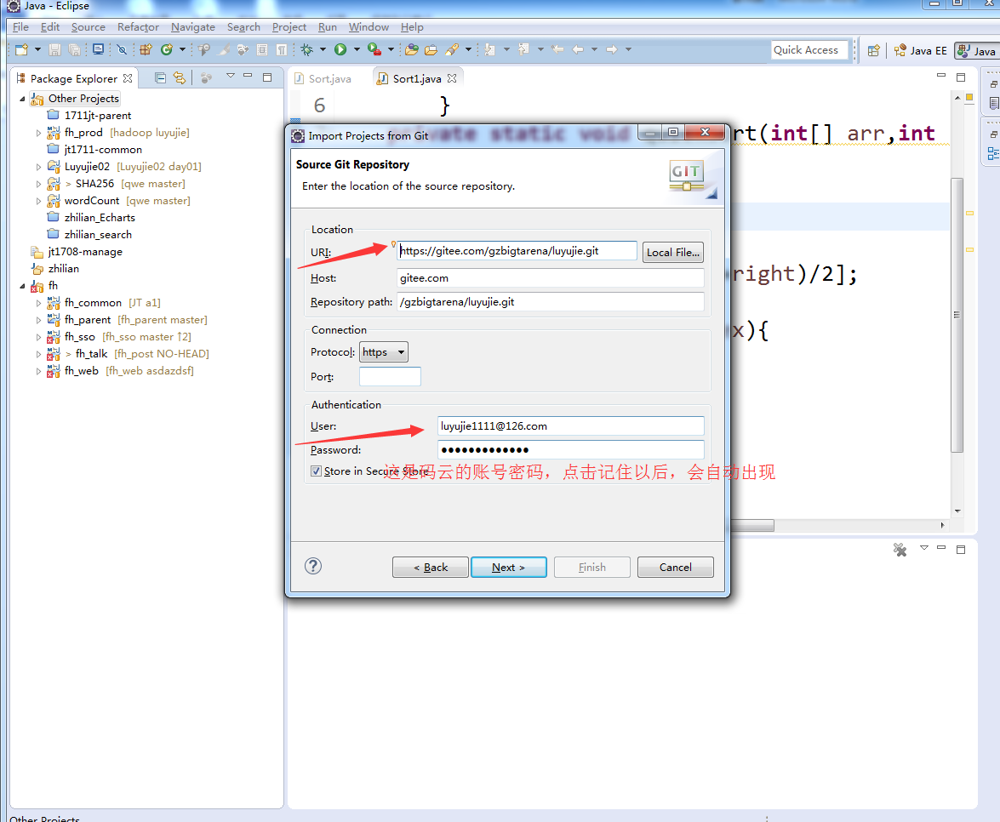 Java - Eclipse
File Edit Source Refactor Navigate Search Project Run Window Help
Quick Access Java EE Java
Package Explorer
Other Projects
1711jt-parent
fh_prod [hadoop luyujie]
jt1711-common
Luyujie02 [Luyujie02 day01]
> SHA256 [qwe master]
wordCount [qwe master]
zhilian_Echarts
zhilian_search
jt1708-manage
zhilian
fh
fh_common [JT a1]
fh_parent [fh_parent master]
fh_sso [fh_sso master ↑2]
> fh_talk [fh_post NO-HEAD]
fh_web [fh_web asdazdsf]
Sort.java Sort1.java
6 }
private static void rt(int[] arr,int
right)/2];
x){
Import Projects from Git
Source Git Repository
Enter the location of the source repository.
GIT
Location
URI: https://gitee.com/gzbigtarena/luyujie.git Local File...
Host: gitee.com
Repository path: /gzbigtarena/luyujie.git
Connection
Protocol: https
Port:
Authentication
User: luyujie1111@126.com
Password: ●●●●●●●●●●●●●
Store in Secure Store
这是码云的账号密码，点击记住以后，会自动出现
? < Back Next > Finish Cancel
Other Projects